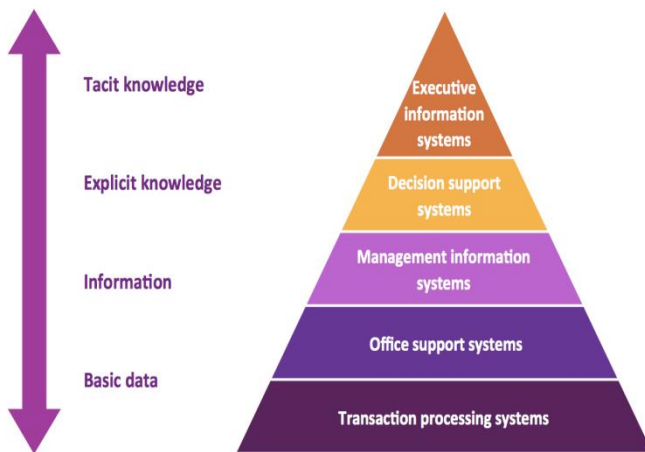 Tacit knowledge
Explicit knowledge
Information
Basic data
Executive
information
systems
Decision support
systems
Management information
systems
Office support systems
Transaction processing systems